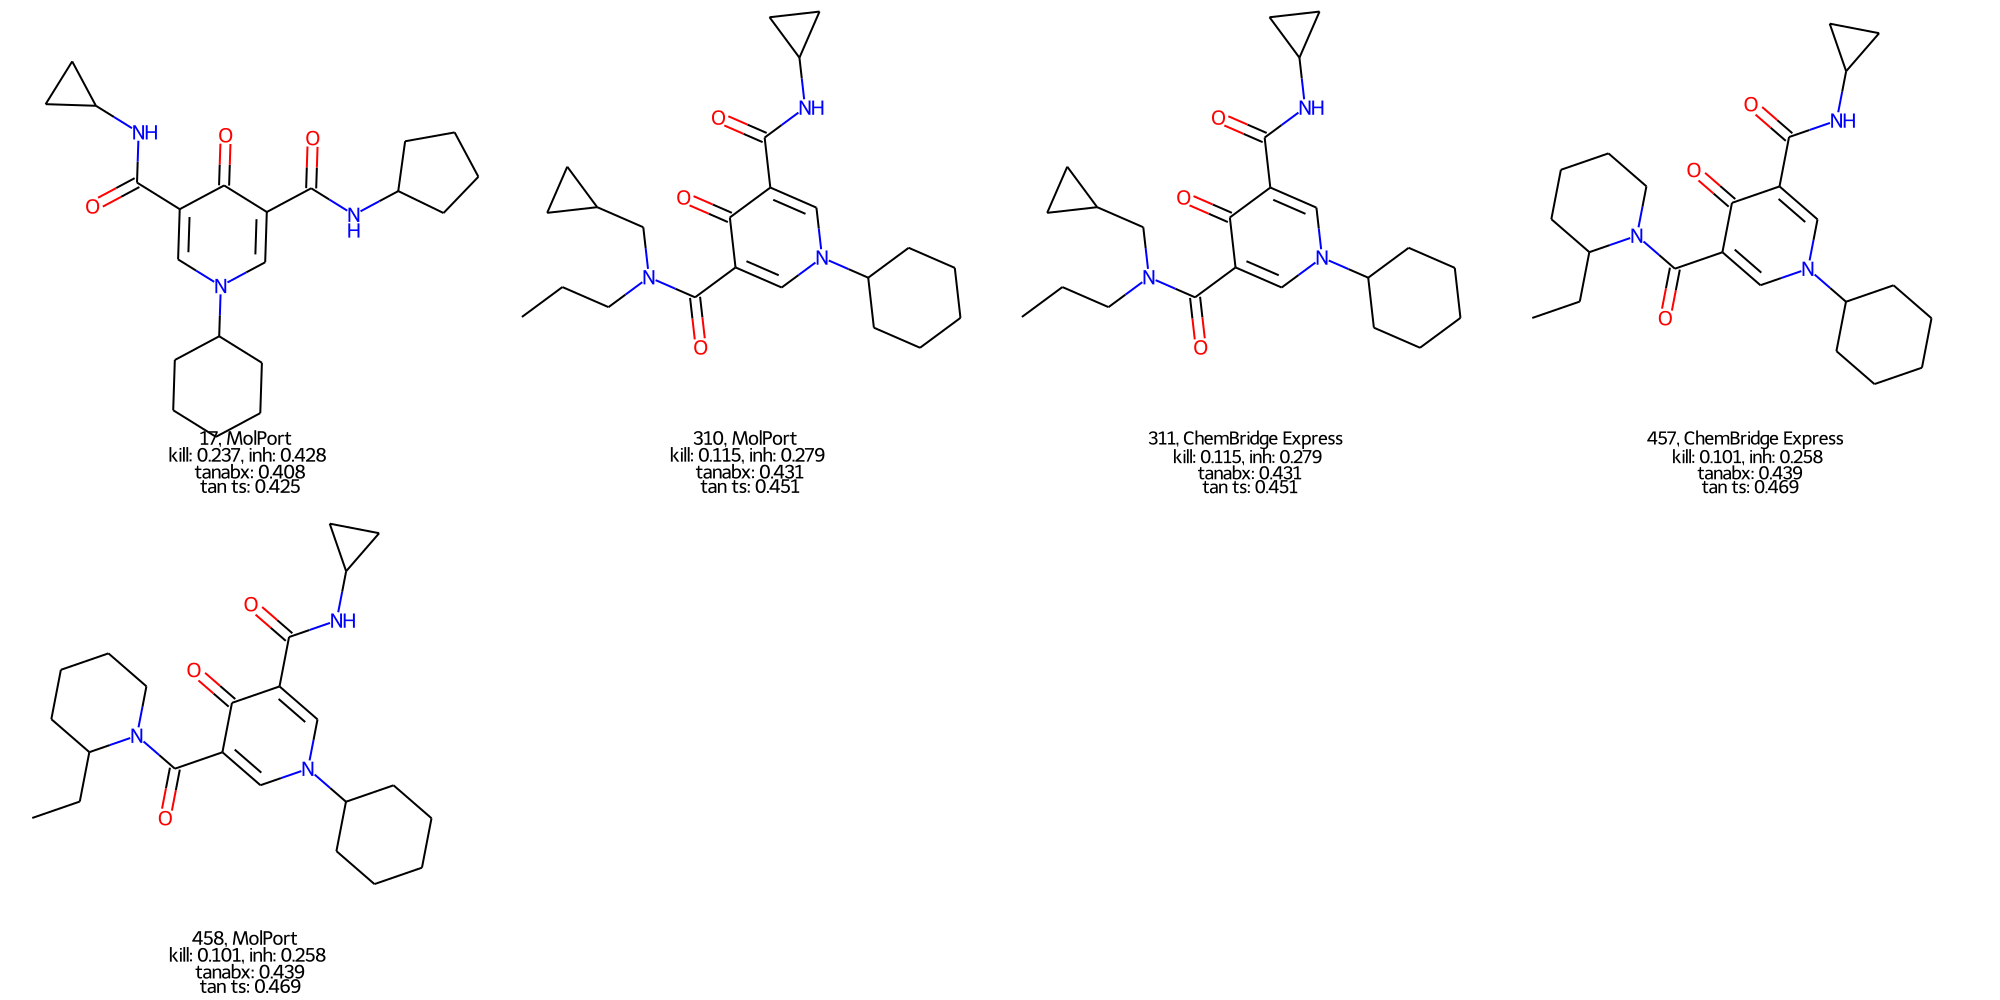 NH
O
O
O
N
H
N
17, MolPort
kill: 0.237, inh: 0.428
tanabx: 0.408
tan ts: 0.425
NH
O
O
N
N
O
310, MolPort
kill: 0.115, inh: 0.279
tanabx: 0.431
tan ts: 0.451
NH
O
O
N
N
O
311, ChemBridge Express
kill: 0.115, inh: 0.279
tanabx: 0.431
tan ts: 0.451
O
NH
O
N
N
O
457, ChemBridge Express
kill: 0.101, inh: 0.258
tanabx: 0.439
tan ts: 0.469
O
NH
O
N
N
O
458, MolPort
kill: 0.101, inh: 0.258
tanabx: 0.439
tan ts: 0.469